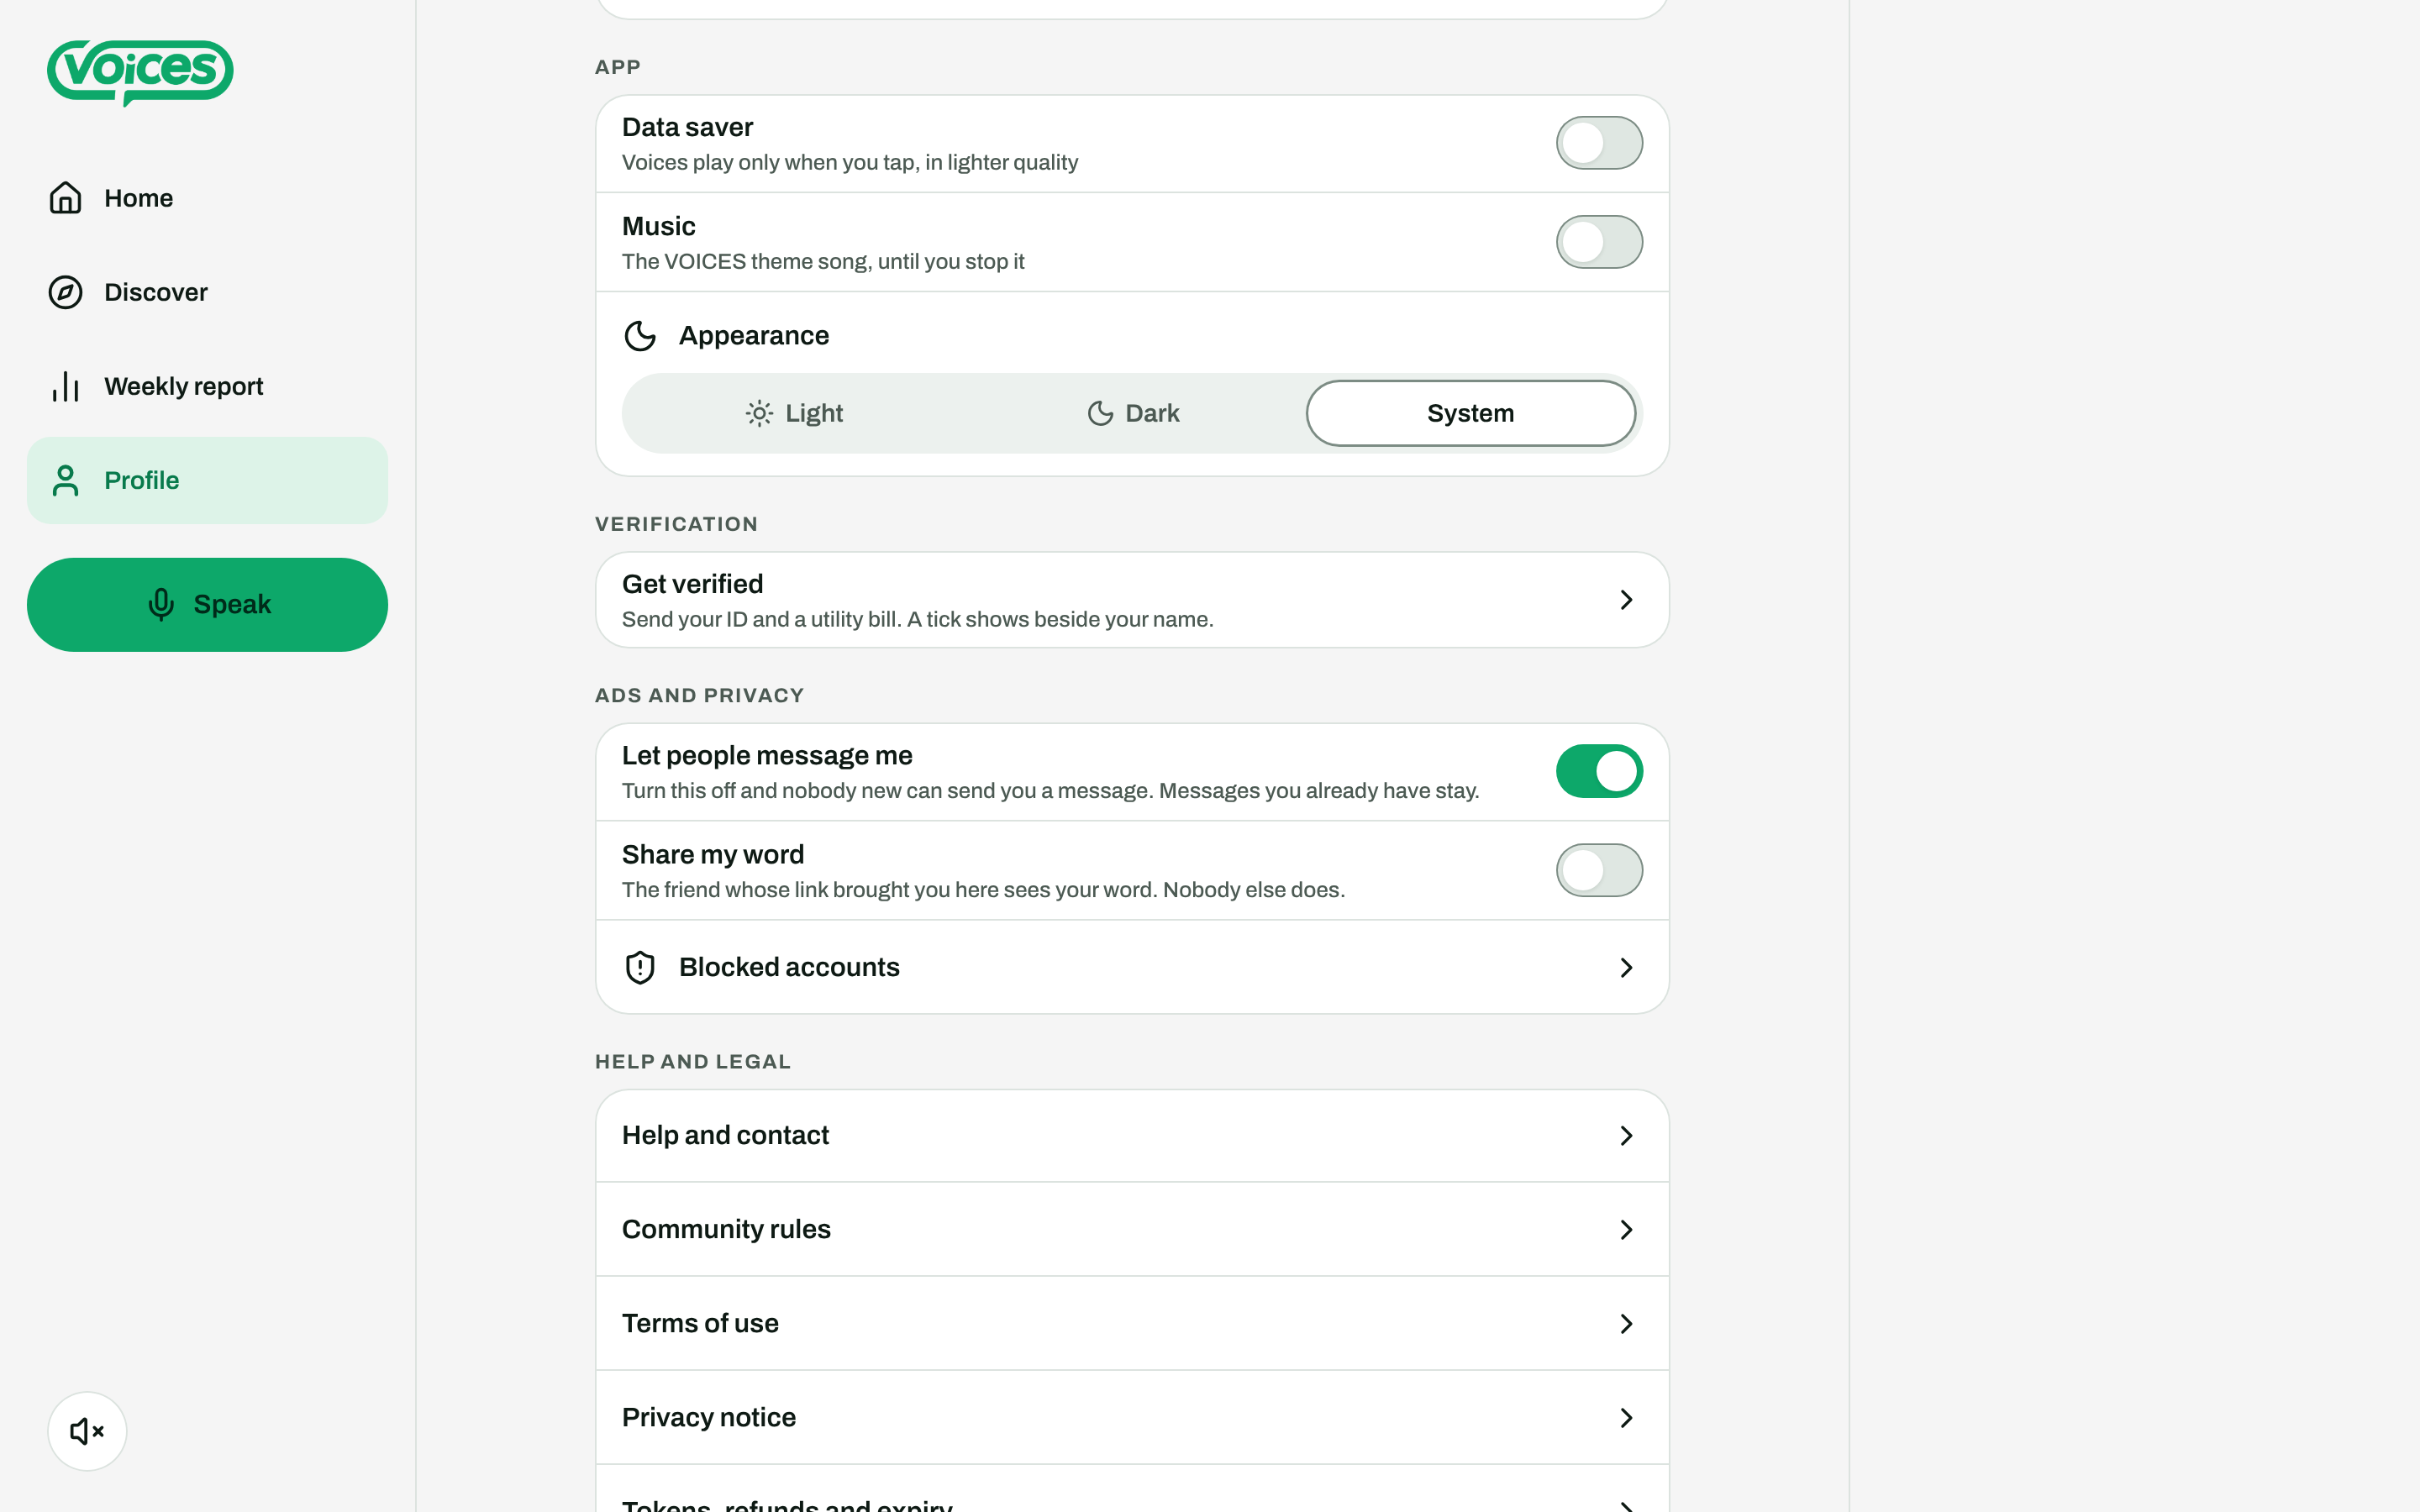 voices
Home
Discover
Weekly report
Profile
Speak
APP
Data saver
Voices play only when you tap, in lighter quality
Music
The VOICES theme song, until you stop it
Appearance
Light
Dark
System
VERIFICATION
Get verified
Send your ID and a utility bill. A tick shows beside your name.
ADS AND PRIVACY
Let people message me
Turn this off and nobody new can send you a message. Messages you already have stay.
Share my word
The friend whose link brought you here sees your word. Nobody else does.
Blocked accounts
HELP AND LEGAL
Help and contact
Community rules
Terms of use
Privacy notice
Tokens, refunds and expiry